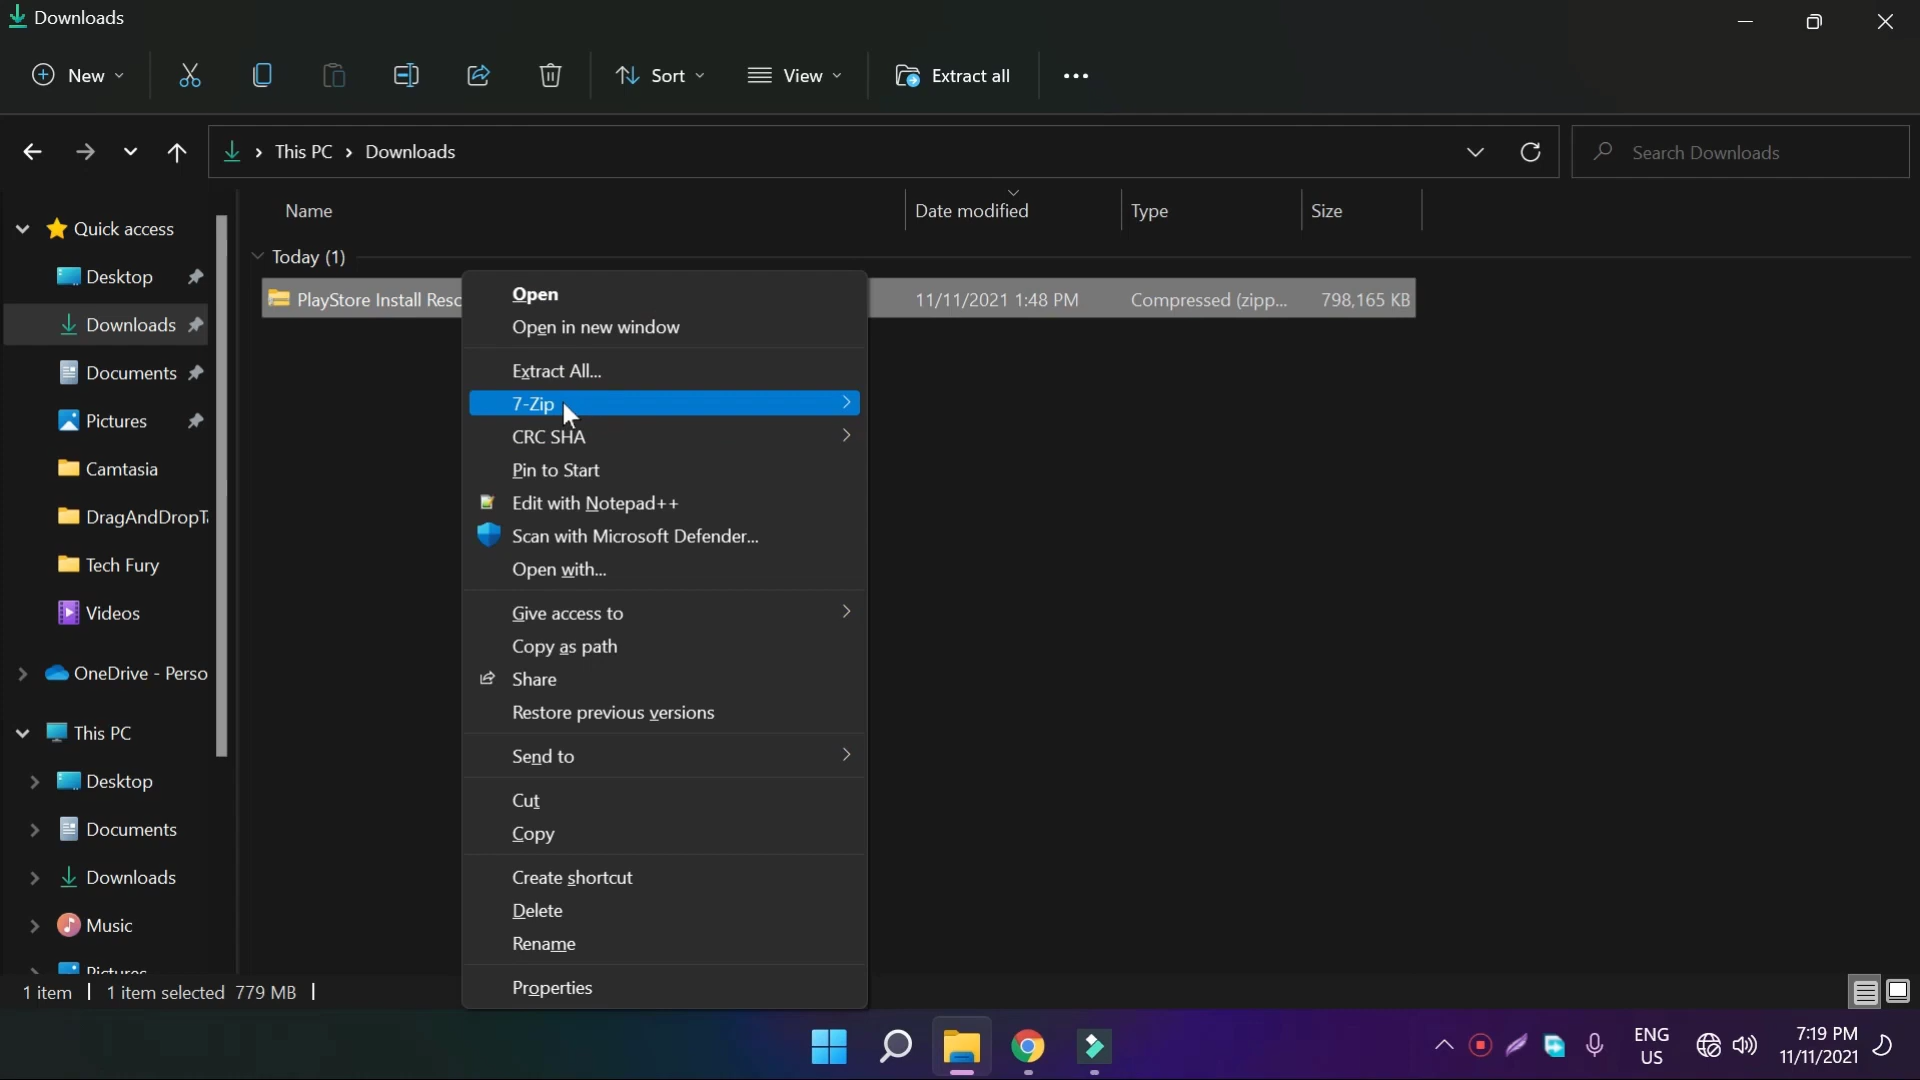 Downloads
New
Sort
View
Extract all
This PC
Downloads
Search Downloads
Name
Date modified
Type
Size
Today (1)
PlayStore Install Resc
11/11/2021 1:48 PM
Compressed (zipp...
798,165 KB
Quick access
Desktop
Downloads
Documents
Pictures
Camtasia
DragAndDropT
Tech Fury
Videos
OneDrive - Perso
This PC
Desktop
Documents
Downloads
Music
Pictures
Open
Open in new window
Extract All...
7-Zip
CRC SHA
Pin to Start
Edit with Notepad++
Scan with Microsoft Defender...
Open with...
Give access to
Copy as path
Share
Restore previous versions
Send to
Cut
Copy
Create shortcut
Delete
Rename
Properties
1 item
1 item selected 779 MB
ENG
US
7:19 PM
11/11/2021